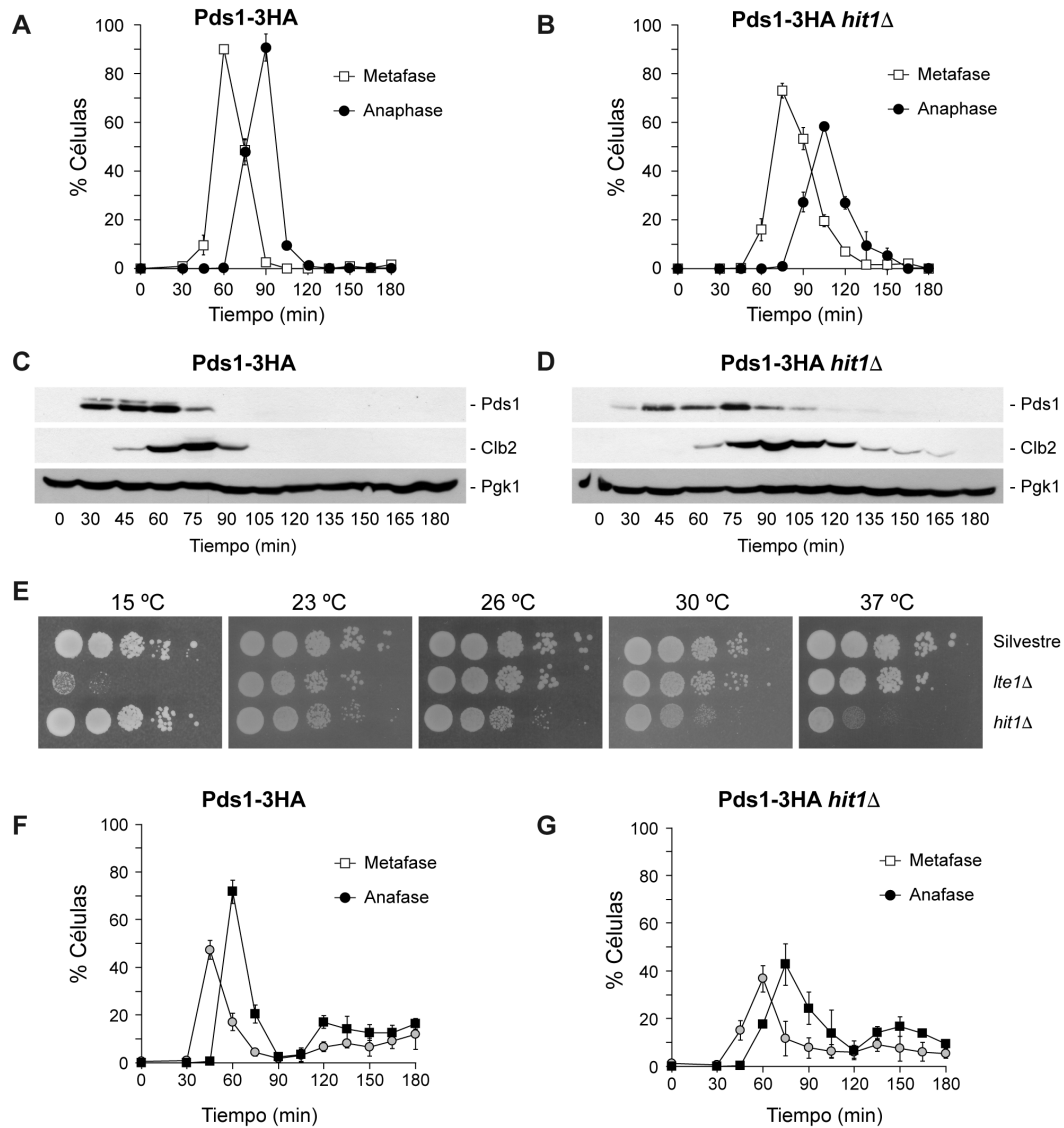 A
Pds1-3HA
% Células
100
80
60
40
20
0
Metafase
Anaphase
0 30 60 90 120 150 180
Tiempo (min)
B
Pds1-3HA hit1Δ
% Células
100
80
60
40
20
0
Metafase
Anaphase
0 30 60 90 120 150 180
Tiempo (min)
C
Pds1-3HA
- Pds1
- Clb2
- Pgk1
0 30 45 60 75 90 105 120 135 150 165 180
Tiempo (min)
D
Pds1-3HA hit1Δ
- Pds1
- Clb2
- Pgk1
0 30 45 60 75 90 105 120 135 150 165 180
Tiempo (min)
E
15 ºC 23 ºC 26 ºC 30 ºC 37 ºC
Silvestre
lte1Δ
hit1Δ
F
Pds1-3HA
% Células
100
80
60
40
20
0
Metafase
Anafase
0 30 60 90 120 150 180
Tiempo (min)
G
Pds1-3HA hit1Δ
% Células
100
80
60
40
20
0
Metafase
Anafase
0 30 60 90 120 150 180
Tiempo (min)